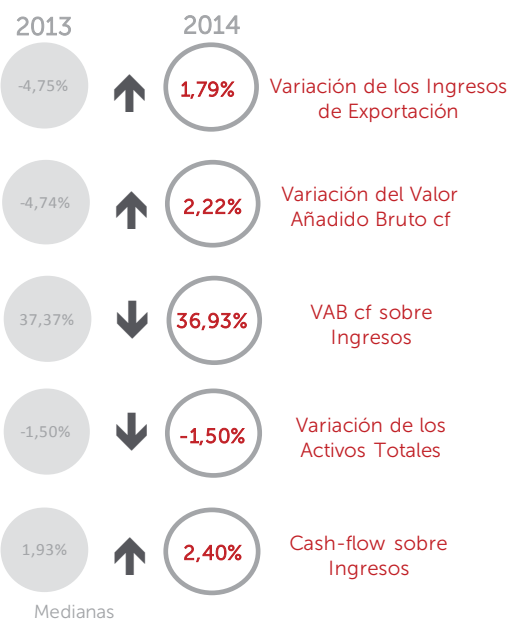 2013
2014
-4,75%
1,79%
Variación de los Ingresos
de Exportación
-4,74%
2,22%
Variación del Valor
Añadido Bruto cf
37,37%
36,93%
VAB cf sobre
Ingresos
-1,50%
-1,50%
Variación de los
Activos Totales
1,93%
2,40%
Cash-flow sobre
Ingresos
Medianas